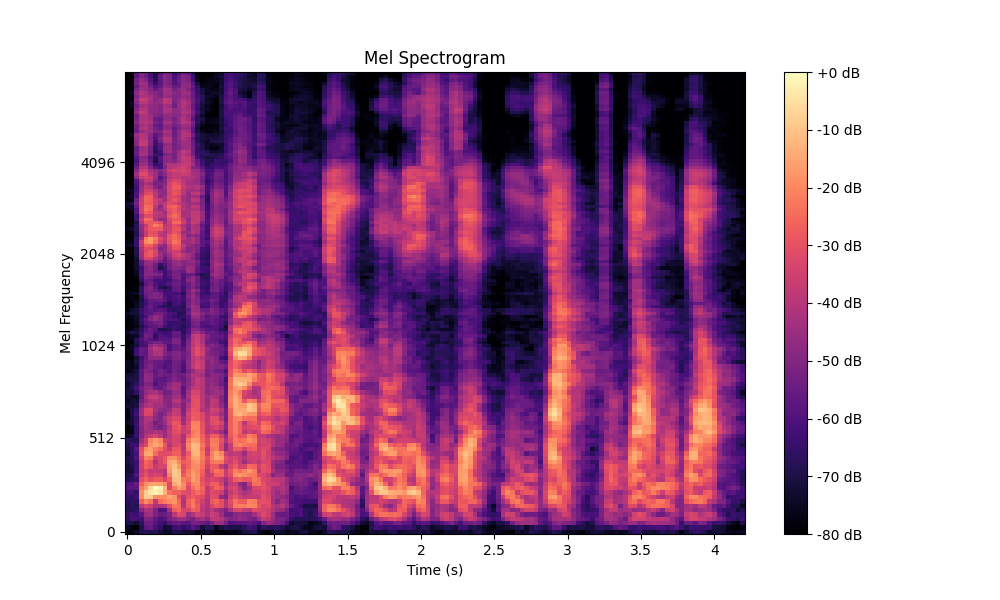 Mel Spectrogram
+0 dB
-10 dB
-20 dB
-30 dB
-40 dB
-50 dB
-60 dB
-70 dB
-80 dB
Mel Frequency
4096
2048
1024
512
0
0 0.5 1 1.5 2 2.5 3 3.5 4
Time (s)